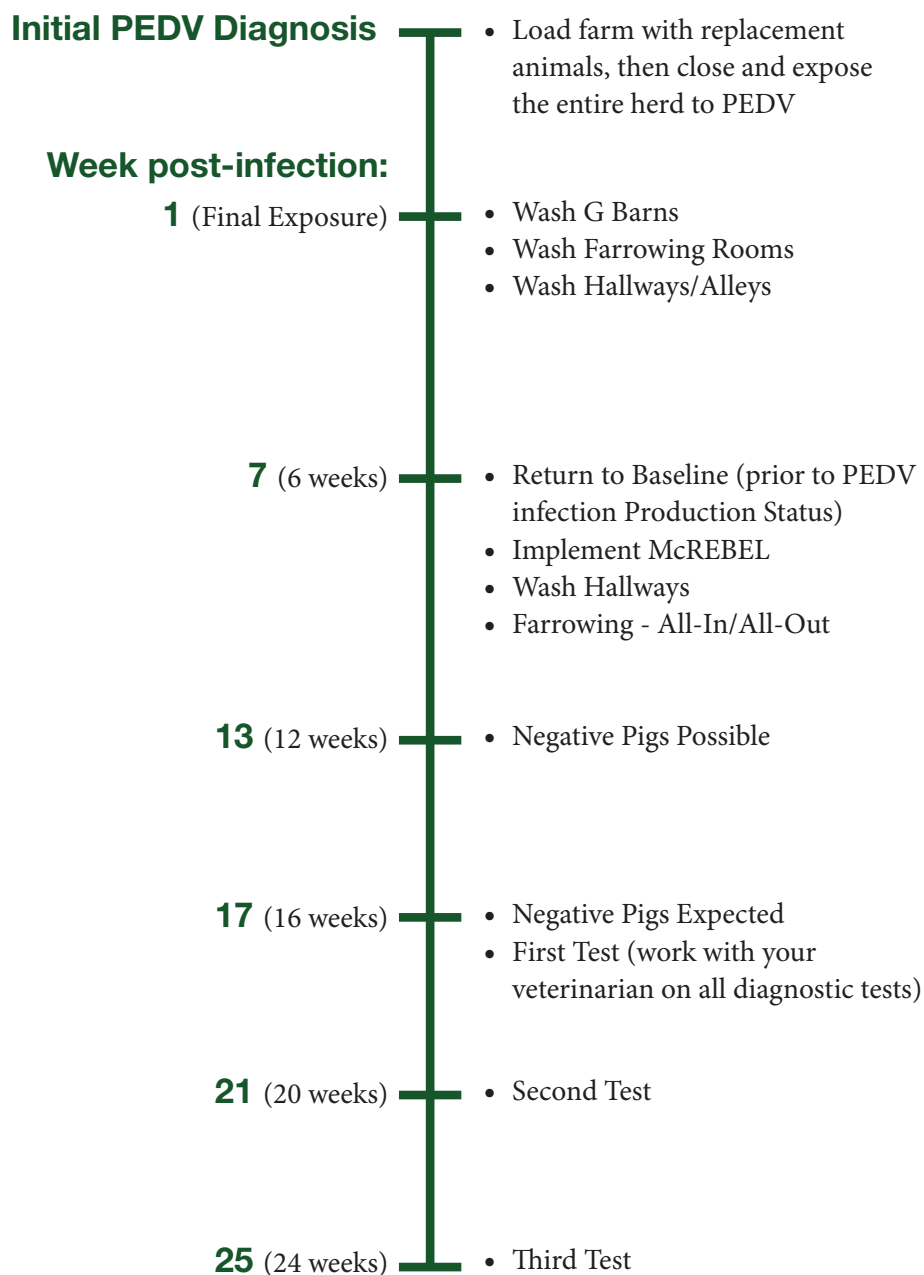 Initial PEDV Diagnosis
• Load farm with replacement
animals, then close and expose
the entire herd to PEDV
Week post-infection:
1 (Final Exposure)
• Wash G Barns
• Wash Farrowing Rooms
• Wash Hallways/Alleys
7 (6 weeks)
• Return to Baseline (prior to PEDV
infection Production Status)
• Implement McREBEL
• Wash Hallways
• Farrowing - All-In/All-Out
13 (12 weeks)
• Negative Pigs Possible
17 (16 weeks)
• Negative Pigs Expected
• First Test (work with your
veterinarian on all diagnostic tests)
21 (20 weeks)
• Second Test
25 (24 weeks)
• Third Test